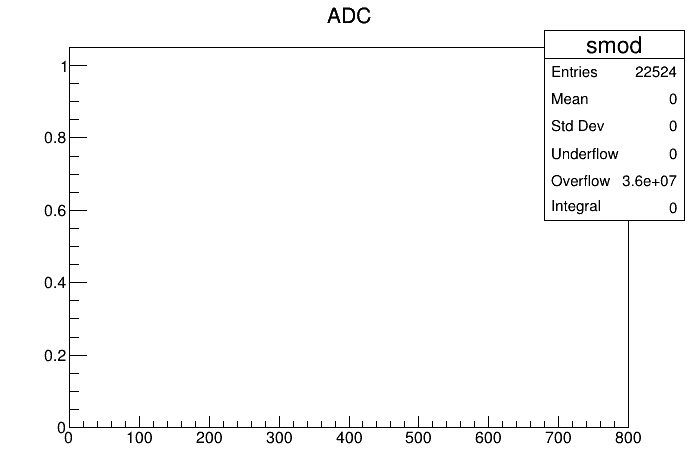 ADC
smod
Entries 22524
Mean 0
Std Dev 0
Underflow 0
Overflow 3.6e+07
Integral 0
1
0.8
0.6
0.4
0.2
0
0 100 200 300 400 500 600 700 800